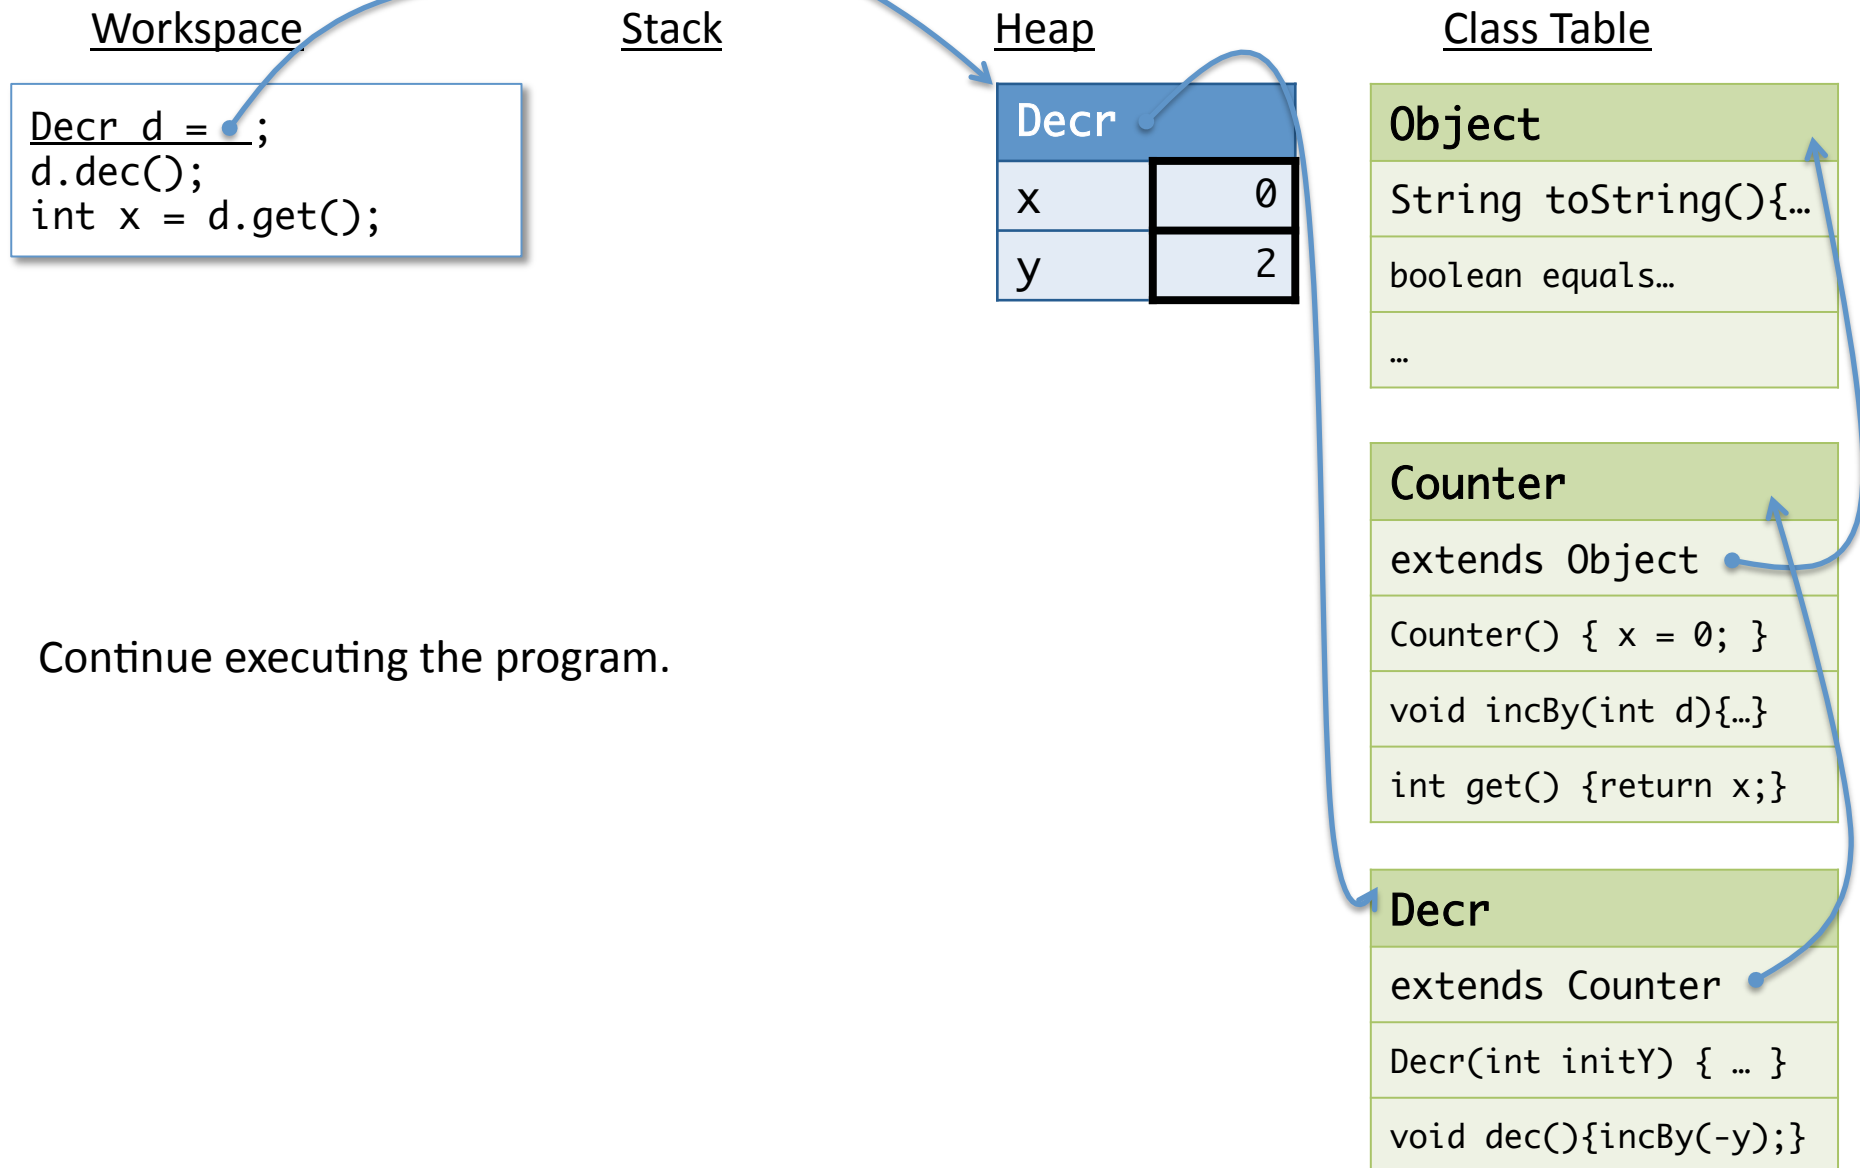 Workspace
Stack
Heap
Class Table
Decr d = ;
d.dec();
int x = d.get();
Decr
x 0
y 2
Object
String toString(){…
boolean equals…
…
Counter
extends Object
Counter() { x = 0; }
void incBy(int d){…}
int get() {return x;}
Decr
extends Counter
Decr(int initY) { … }
void dec(){incBy(-y);}
Continue executing the program.